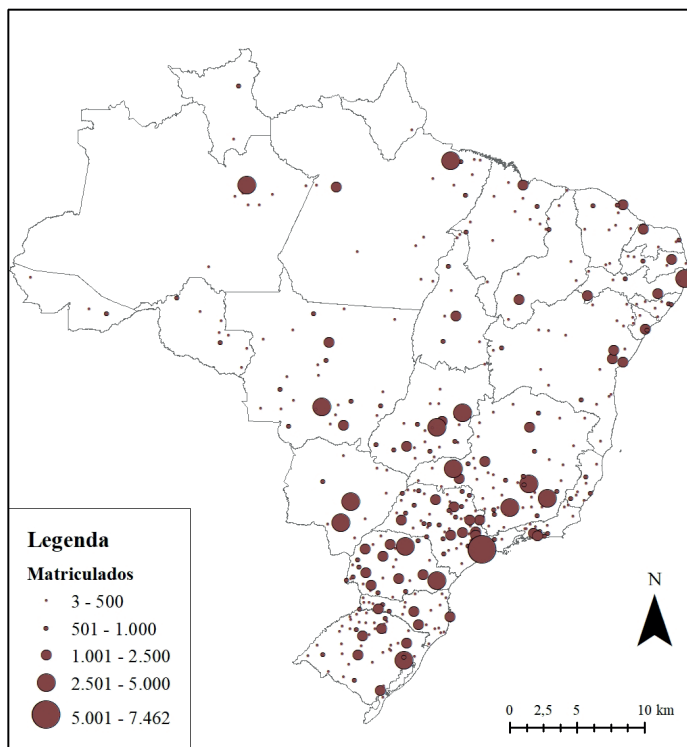 Legenda
Matriculados
3 - 500
501 - 1.000
1.001 - 2.500
2.501 - 5.000
5.001 - 7.462
N
0 2,5 5 10 km